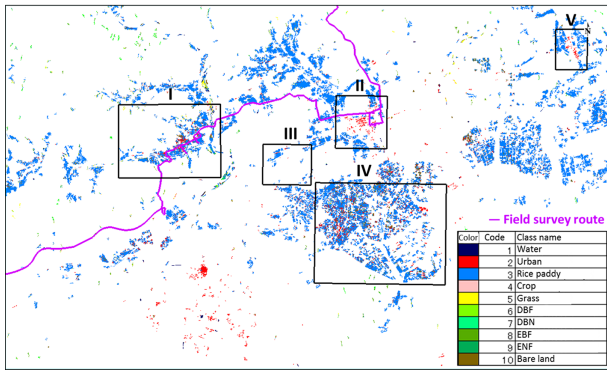 V
N
I
II
III
IV
Field survey route
Color Code Class name
1 Water
2 Urban
3 Rice paddy
4 Crop
5 Grass
6 DBF
7 DBN
8 EBF
9 ENF
10 Bare land